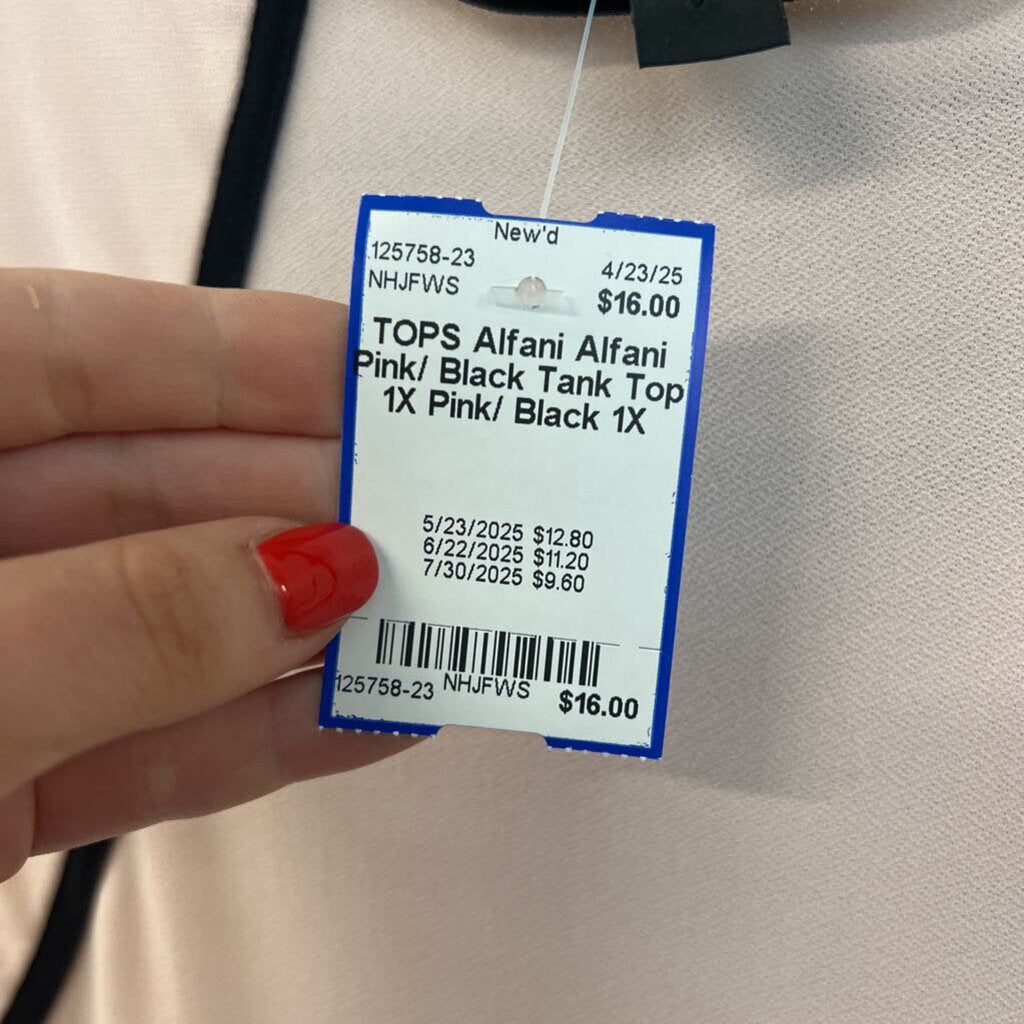 New'd
125758-23
4/23/25
NHJFWS
$16.00
TOPS Alfani Alfani
Pink/ Black Tank Top
1X Pink/ Black 1X
5/23/2025 $12.80
6/22/2025 $11.20
7/30/2025 $9.60
125758-23 NHJFWS $16.00